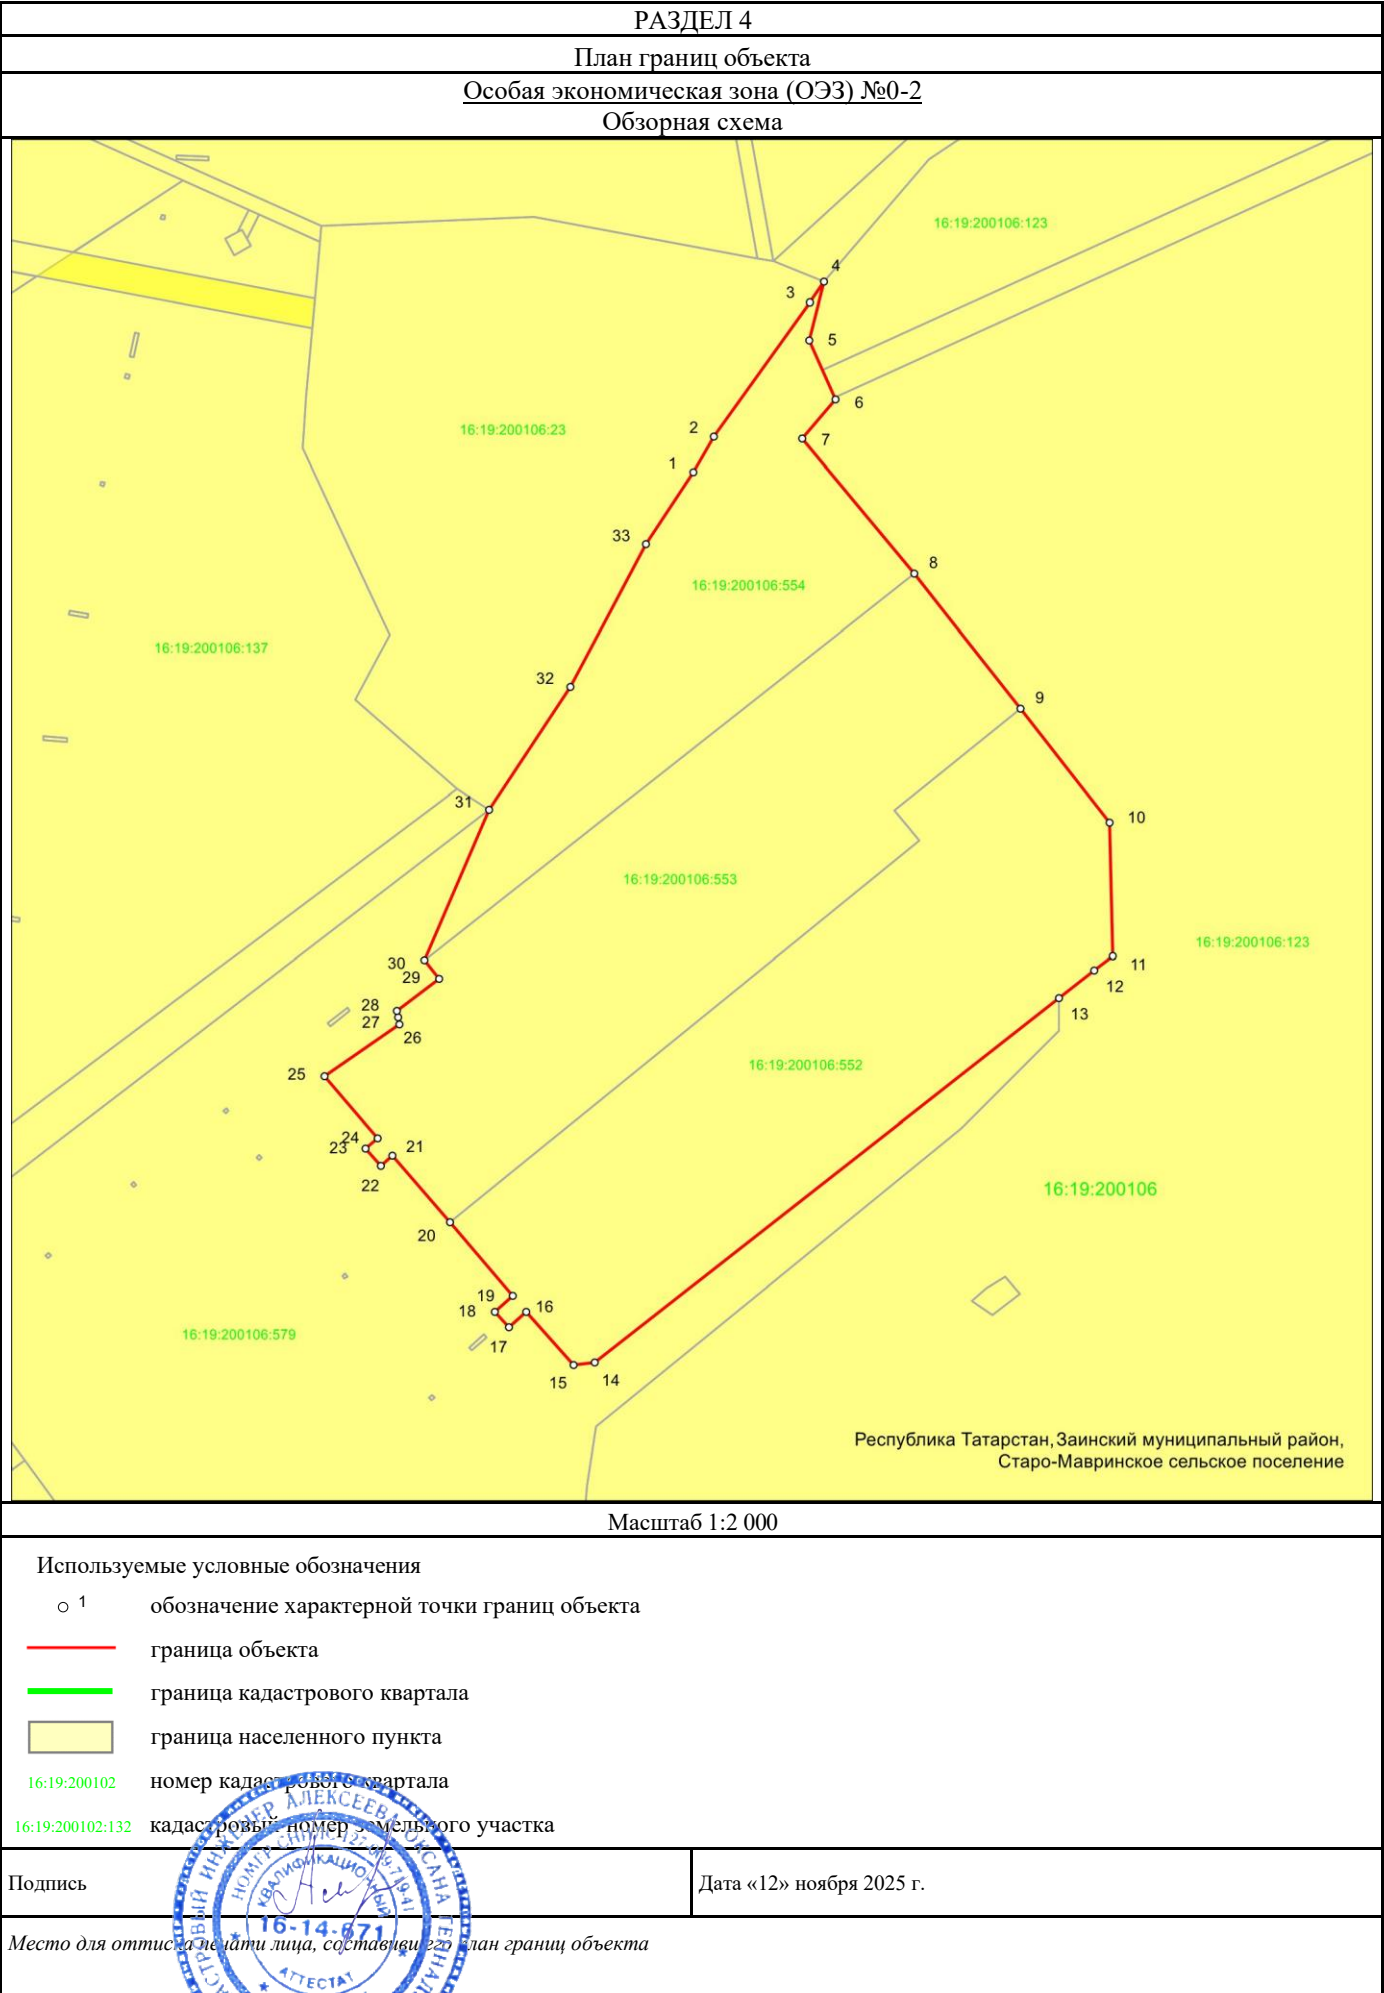 РАЗДЕЛ 4
План границ объекта
Особая экономическая зона (ОЭЗ) №0-2
Обзорная схема
16:19:200106:123
4
3
5
6
16:19:200106:23
2
7
1
33
8
16:19:200106:554
16:19:200106:137
32
9
31
10
16:19:200106:553
16:19:200106:123
30
11
29
12
28
13
27
26
16:19:200106:552
25
24
21
23
22
16:19:200106
20
19
16
18
16:19:200106:579
17
15
14
Республика Татарстан, Заинский муниципальный район,
Старо-Мавринское сельское поселение
Масштаб 1:2 000
Используемые условные обозначения
1 обозначение характерной точки границ объекта
граница объекта
граница кадастрового квартала
граница населенного пункта
16:19:200102 номер кадастрового квартала
16:19:200102:132 кадастровый номер земельного участка
Подпись
Дата «12» ноября 2025 г.
Место для оттиска печати лица, составившего план границ объекта
ИНЖЕНЕР АЛЕКСЕЕВА ОКСАНА
НОМЕР СНИЛС
КВАЛИФИКАЦИОННЫЙ
16-14-671
АТТЕСТАТ